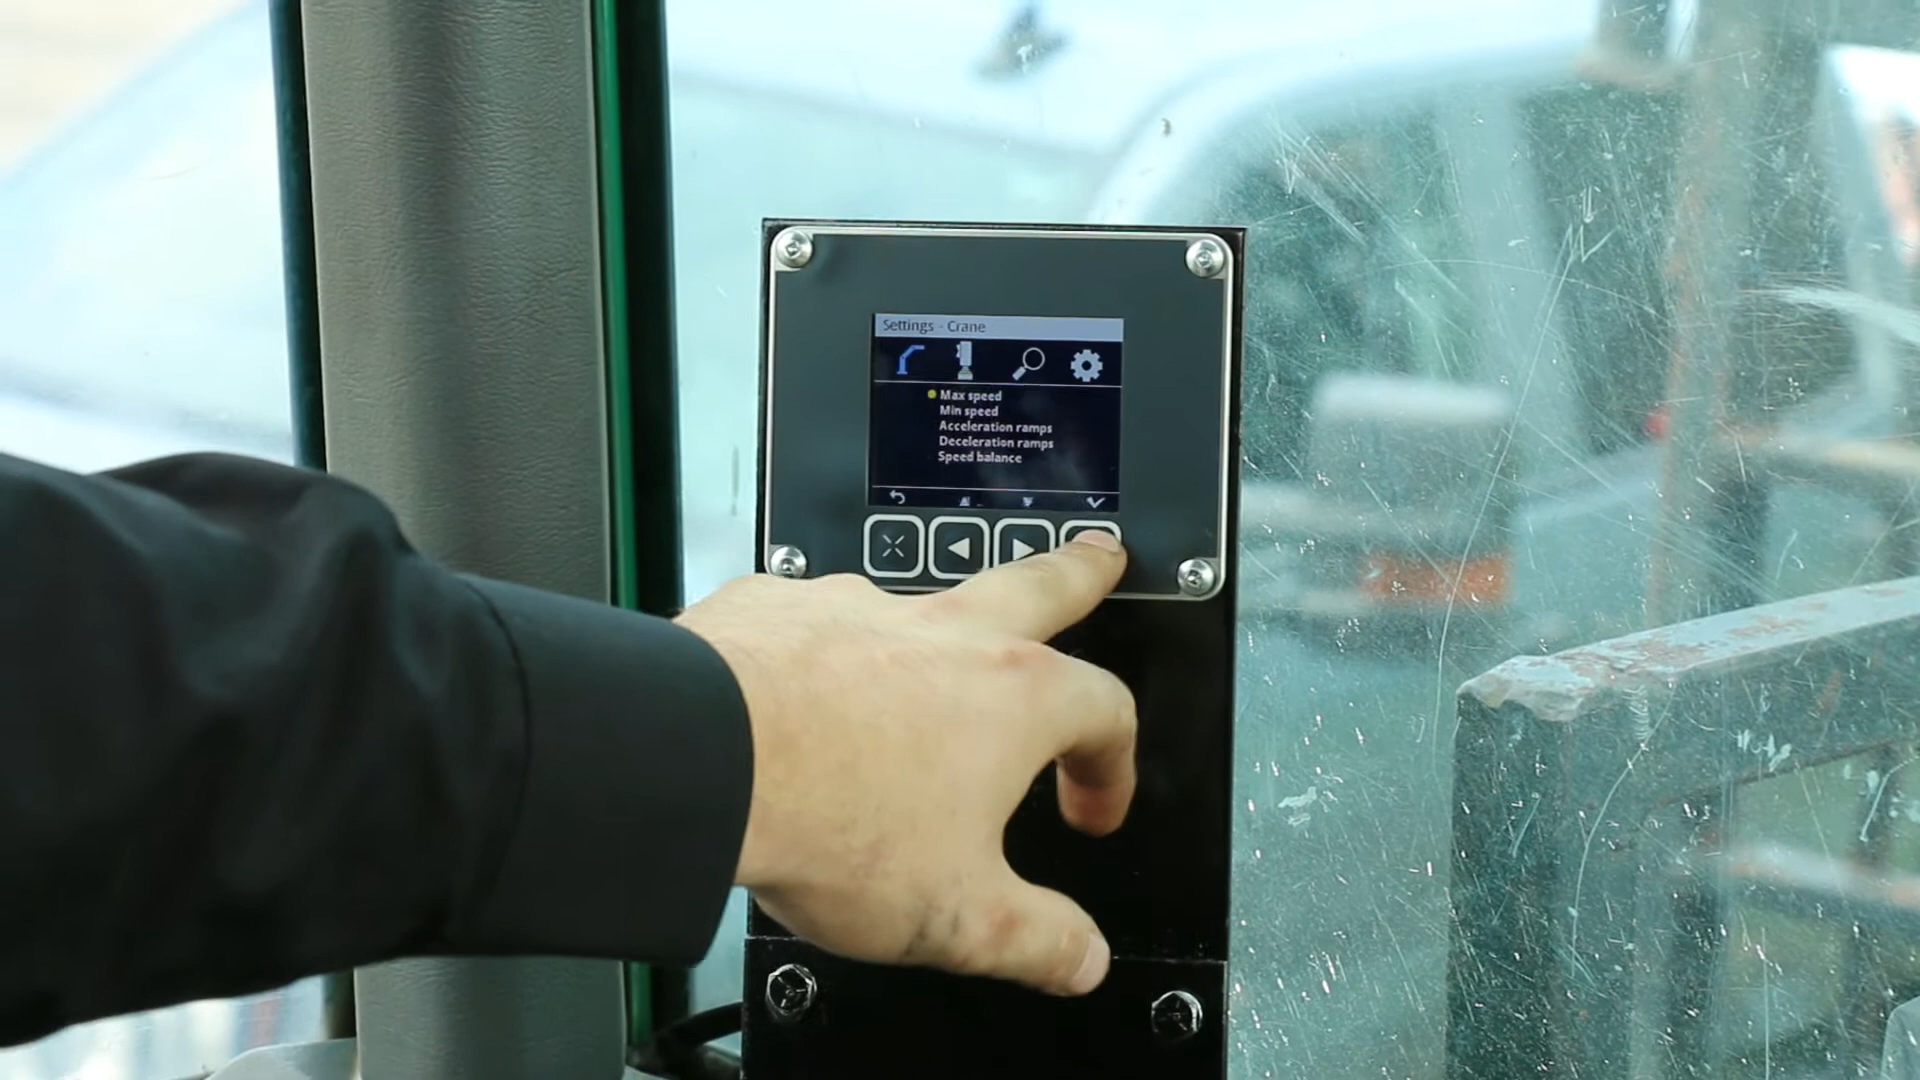 Settings - Crane
Max speed
Min speed
Acceleration ramps
Deceleration ramps
Speed balance